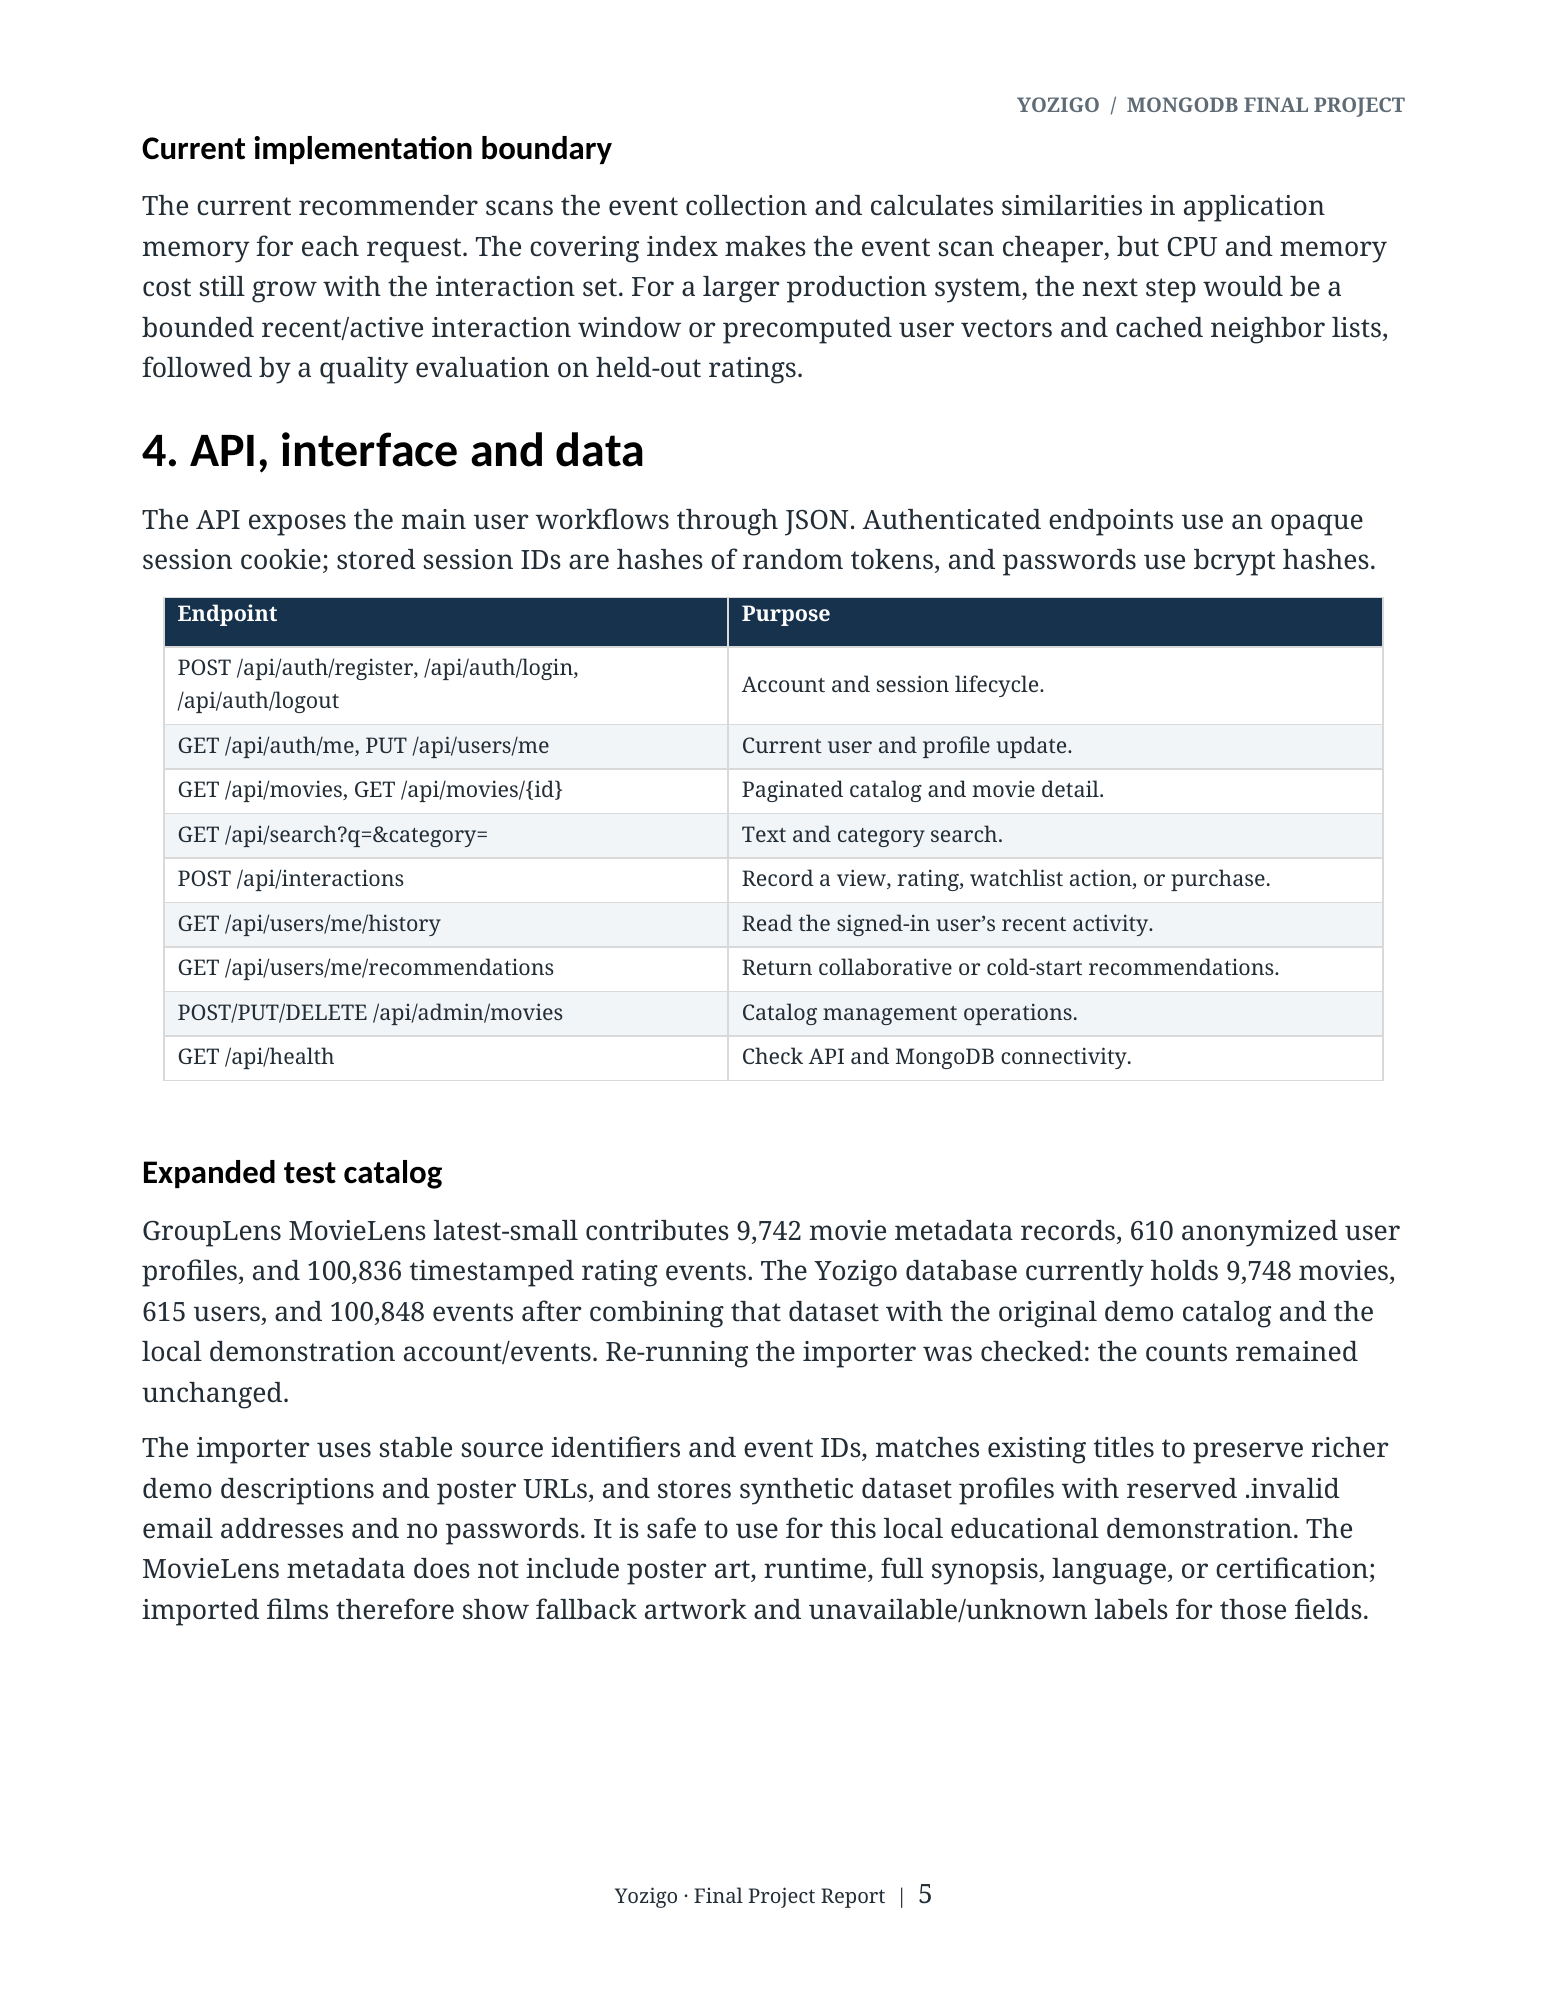 YOZIGO / MONGODB FINAL PROJECT
Current implementation boundary
The current recommender scans the event collection and calculates similarities in application
memory for each request. The covering index makes the event scan cheaper, but CPU and memory
cost still grow with the interaction set. For a larger production system, the next step would be a
bounded recent/active interaction window or precomputed user vectors and cached neighbor lists,
followed by a quality evaluation on held-out ratings.
4. API, interface and data
The API exposes the main user workflows through JSON. Authenticated endpoints use an opaque
session cookie; stored session IDs are hashes of random tokens, and passwords use bcrypt hashes.
Endpoint Purpose
POST /api/auth/register, /api/auth/login,
/api/auth/logout
Account and session lifecycle.
GET /api/auth/me, PUT /api/users/me Current user and profile update.
GET /api/movies, GET /api/movies/{id} Paginated catalog and movie detail.
GET /api/search?q=&category= Text and category search.
POST /api/interactions Record a view, rating, watchlist action, or purchase.
GET /api/users/me/history Read the signed-in user’s recent activity.
GET /api/users/me/recommendations Return collaborative or cold-start recommendations.
POST/PUT/DELETE /api/admin/movies Catalog management operations.
GET /api/health Check API and MongoDB connectivity.
Expanded test catalog
GroupLens MovieLens latest-small contributes 9,742 movie metadata records, 610 anonymized user
profiles, and 100,836 timestamped rating events. The Yozigo database currently holds 9,748 movies,
615 users, and 100,848 events after combining that dataset with the original demo catalog and the
local demonstration account/events. Re-running the importer was checked: the counts remained
unchanged.
The importer uses stable source identifiers and event IDs, matches existing titles to preserve richer
demo descriptions and poster URLs, and stores synthetic dataset profiles with reserved .invalid
email addresses and no passwords. It is safe to use for this local educational demonstration. The
MovieLens metadata does not include poster art, runtime, full synopsis, language, or certification;
imported films therefore show fallback artwork and unavailable/unknown labels for those fields.
Yozigo · Final Project Report | 5